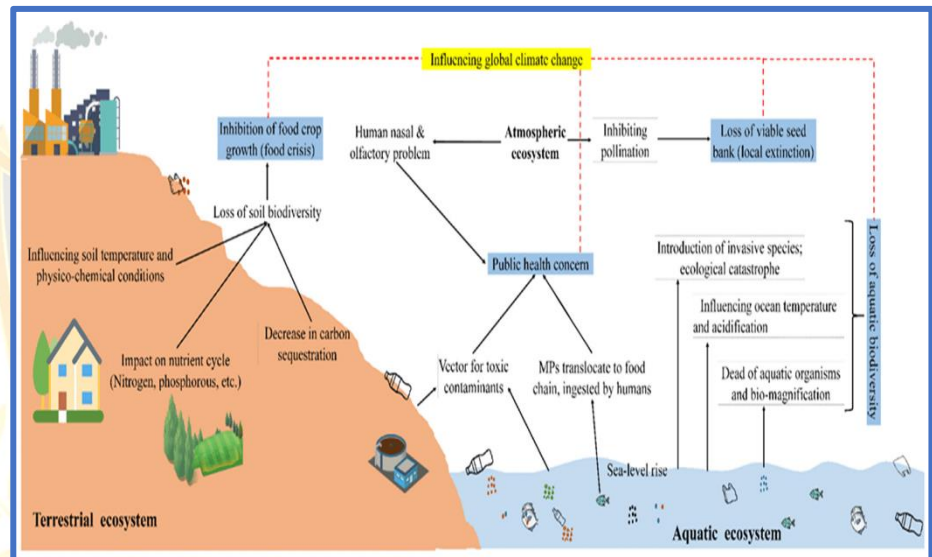 Influencing global climate change
Inhibition of food crop
growth (food crisis)
Human nasal &
olfactory problem
Atmospheric
ecosystem
Inhibiting
pollination
Loss of viable seed
bank (local extinction)
Loss of soil biodiversity
Influencing soil temperature and
physico-chemical conditions
Public health concern
Introduction of invasive species;
ecological catastrophe
Loss of aquatic biodiversity
Influencing ocean temperature
and acidification
Impact on nutrient cycle
(Nitrogen, phosphorous, etc.)
Decrease in carbon
sequestration
Vector for toxic
contaminants
MPs translocate to food
chain, ingested by humans
Dead of aquatic organisms
and bio-magnification
Sea-level rise
Terrestrial ecosystem
Aquatic ecosystem